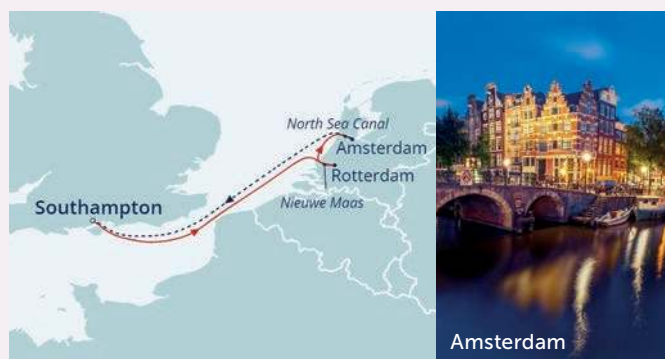 North Sea Canal
Amsterdam
Rotterdam
Nieuwe Maas
Southampton
Amsterdam